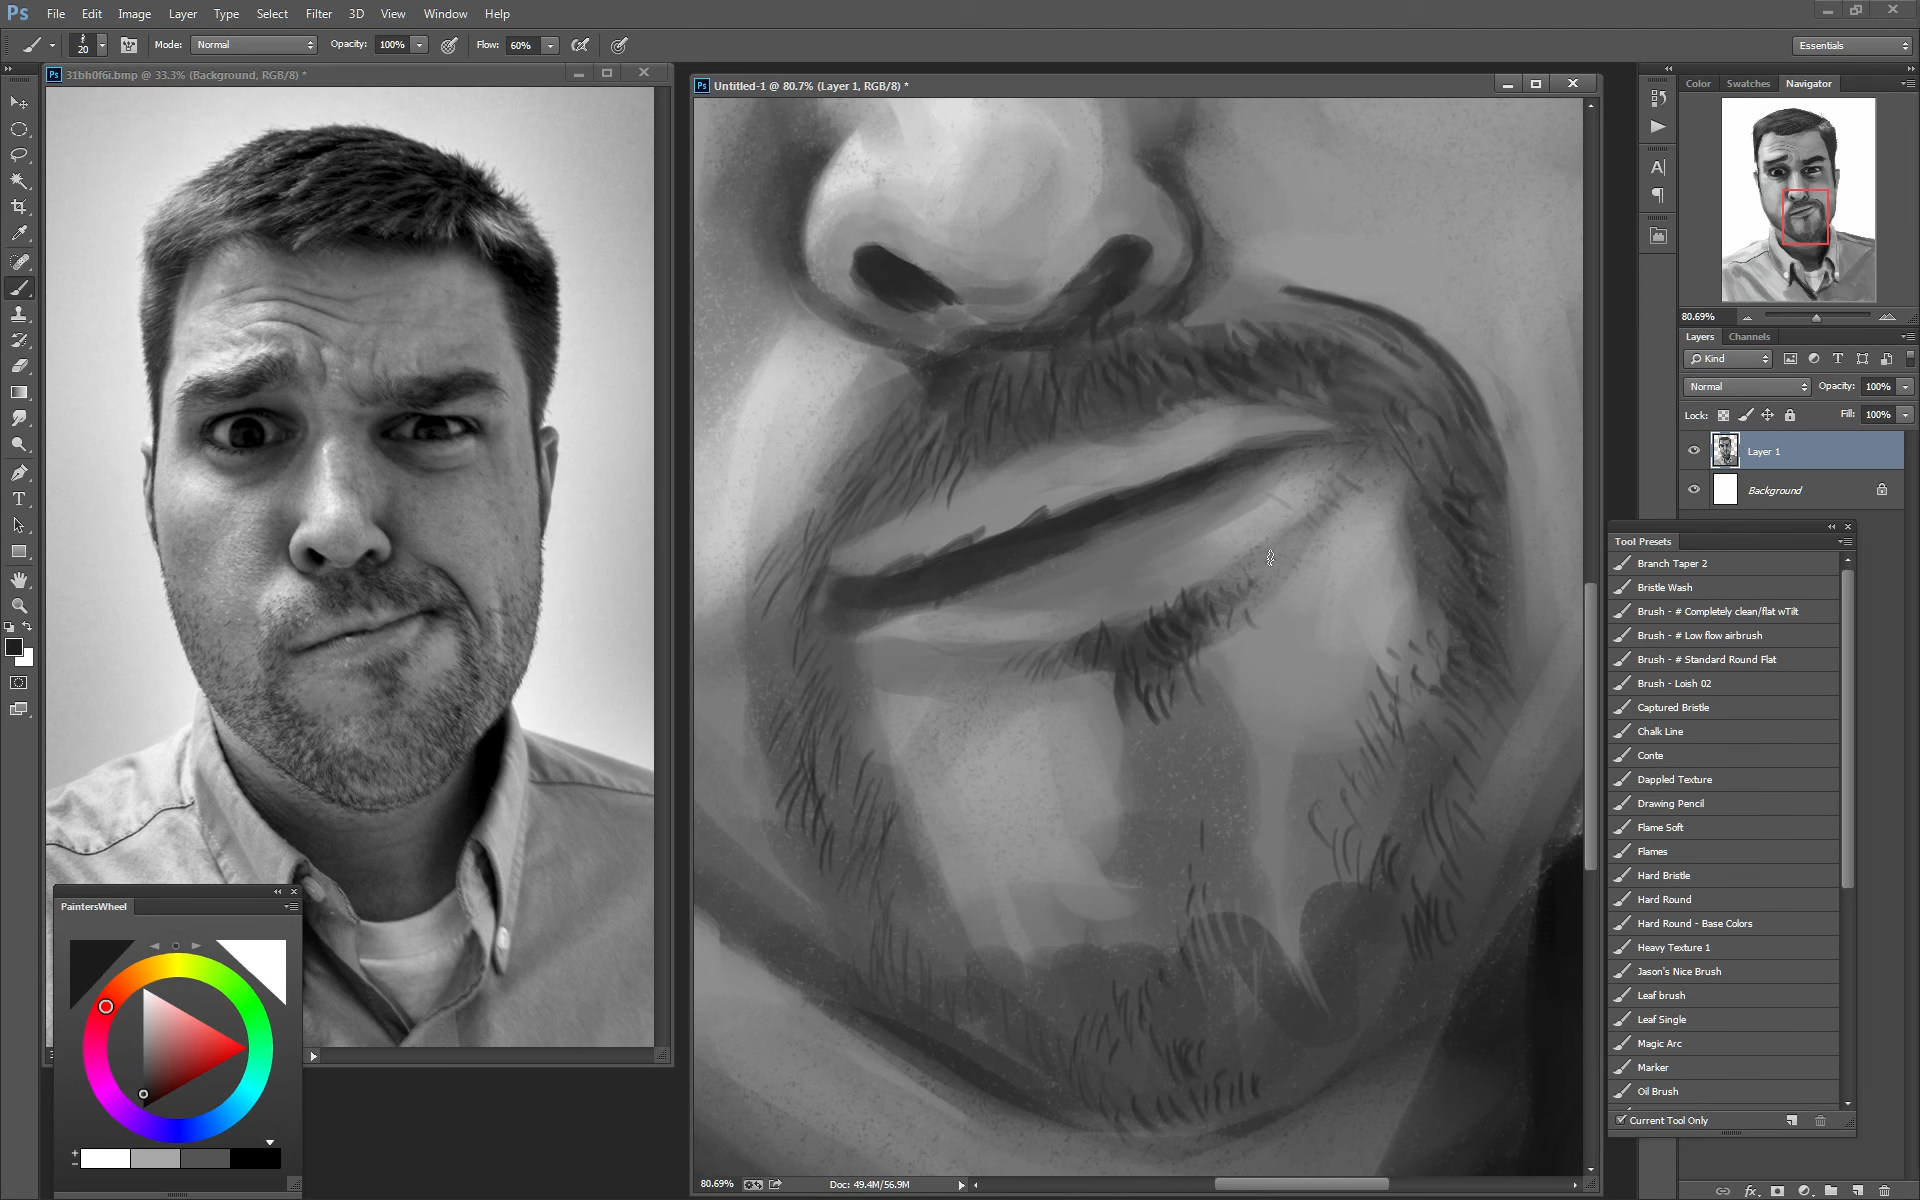 Ps File Edit Image Layer Type Select Filter 3D View Window Help
20 Mode: Normal Opacity: 100% Flow: 60% Essentials
Ps 31bh0f6i.bmp @ 33.3% (Background, RGB/8) *
Ps Untitled-1 @ 80.7% (Layer 1, RGB/8) *
Color Swatches Navigator
80.69%
Layers Channels
Kind
Normal Opacity: 100%
Lock: Fill: 100%
Layer 1
Background
Tool Presets
Branch Taper 2
Bristle Wash
Brush - # Completely clean/flat wTilt
Brush - # Low flow airbrush
Brush - # Standard Round Flat
Brush - Loish 02
Captured Bristle
Chalk Line
Conte
Dappled Texture
Drawing Pencil
Flame Soft
Flames
Hard Bristle
Hard Round
Hard Round - Base Colors
Heavy Texture 1
Jason's Nice Brush
Leaf brush
Leaf Single
Magic Arc
Marker
Oil Brush
Current Tool Only
PaintersWheel
80.69% Doc: 49.4M/56.9M